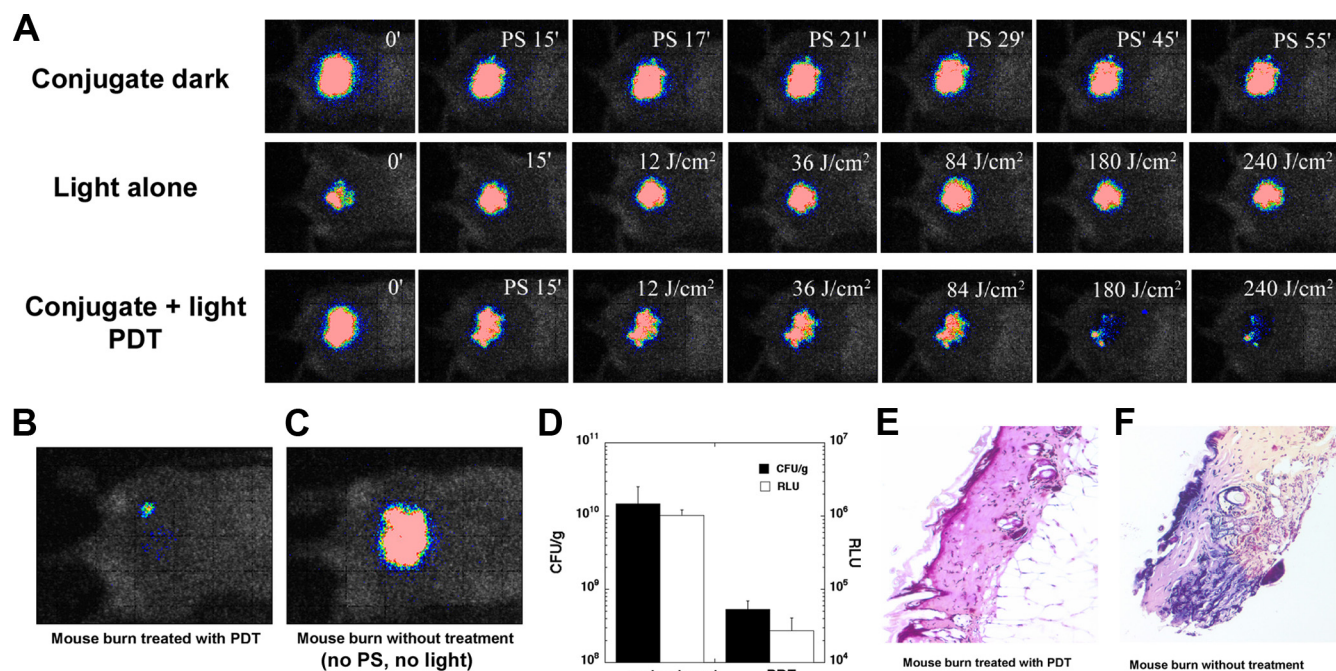 A
Conjugate dark
0'
PS 15'
PS 17'
PS 21'
PS 29'
PS' 45'
PS 55'
Light alone
0'
15'
12 J/cm²
36 J/cm²
84 J/cm²
180 J/cm²
240 J/cm²
Conjugate + light
PDT
0'
PS 15'
12 J/cm²
36 J/cm²
84 J/cm²
180 J/cm²
240 J/cm²
B
Mouse burn treated with PDT
C
Mouse burn without treatment
(no PS, no light)
D
10¹¹
10¹⁰
10⁹
10⁸
CFU/g
CFU/g
RLU
10⁷
10⁶
10⁵
10⁴
RLU
E
Mouse burn treated with PDT
F
Mouse burn without treatment